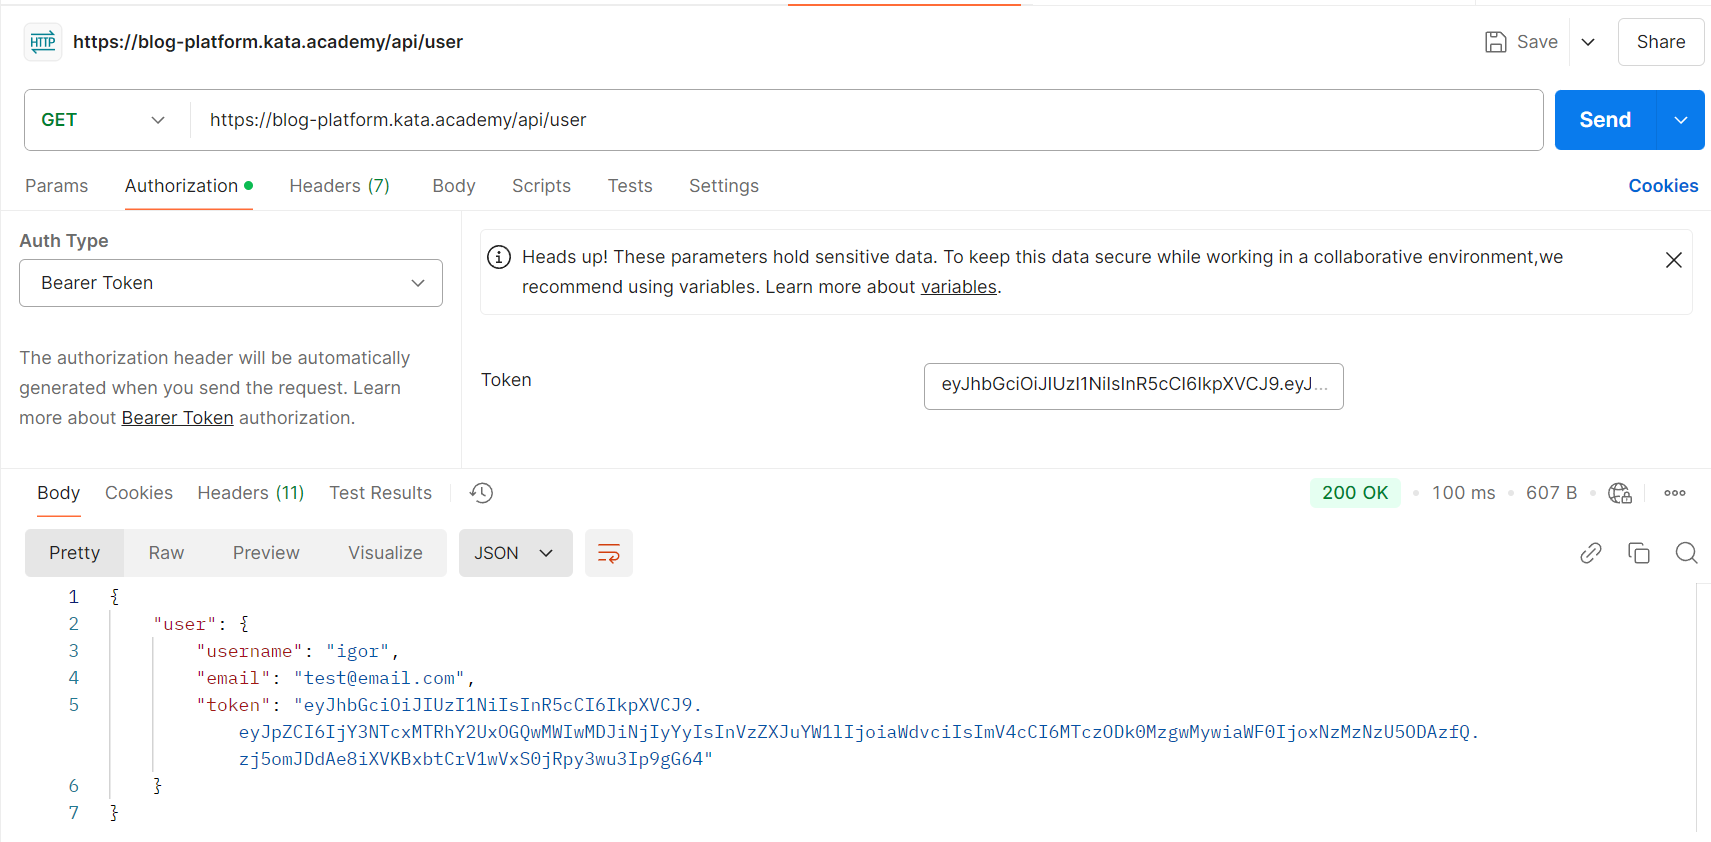 HTTP https://blog-platform.kata.academy/api/user Save Share
GET https://blog-platform.kata.academy/api/user Send
Params Authorization Headers (7) Body Scripts Tests Settings Cookies
Auth Type
Bearer Token
The authorization header will be automatically
generated when you send the request. Learn
more about Bearer Token authorization.
Heads up! These parameters hold sensitive data. To keep this data secure while working in a collaborative environment,we
recommend using variables. Learn more about variables.
Token eyJhbGciOiJIUzI1NiIsInR5cCI6IkpXVCJ9.eyJ...
Body Cookies Headers (11) Test Results 200 OK 100 ms 607 B
Pretty Raw Preview Visualize JSON
1 {
2 "user": {
3 "username": "igor",
4 "email": "test@email.com",
5 "token": "eyJhbGciOiJIUzI1NiIsInR5cCI6IkpXVCJ9.
eyJpZCI6IjY3NTcxMTRhY2UxOGQwMWIwMDJiNjIyYyIsInVzZXJuYW1lIjoiaWdvciIsImV4cCI6MTczODk0MzgwMywiaWF0IjoxNzMzNzU5ODAzfQ.
zj5omJDdAe8iXVKBxbtCrV1wVxS0jRpy3wu3Ip9gG64"
6 }
7 }